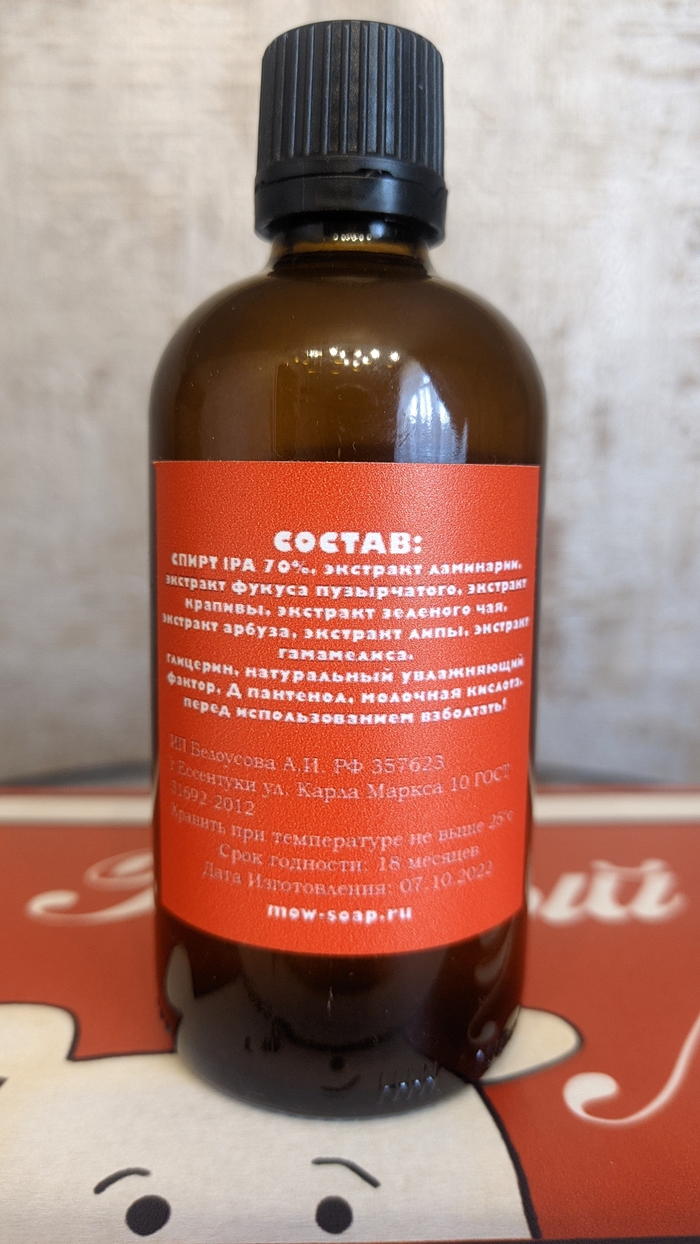 СОСТАВ:
СПИРТ IPA 70%, экстракт ламинарии,
экстракт фукуса пузырчатого, экстракт
крапивы, экстракт зеленого чая,
экстракт арбуза, экстракт липы, экстракт
гамамелиса.
глицерин, натуральный увлажняющий
фактор, Д пантенол, молочная кислота.
перед использованием взболтать!
ИП Белоусова А.И. РФ 357623
г Ессентуки ул. Карла Маркса 10 ГОСТ
31692-2012
Хранить при температуре не выше 25°с
Срок годности: 18 месяцев
Дата Изготовления: 07.10.2022
mow-soap.ru